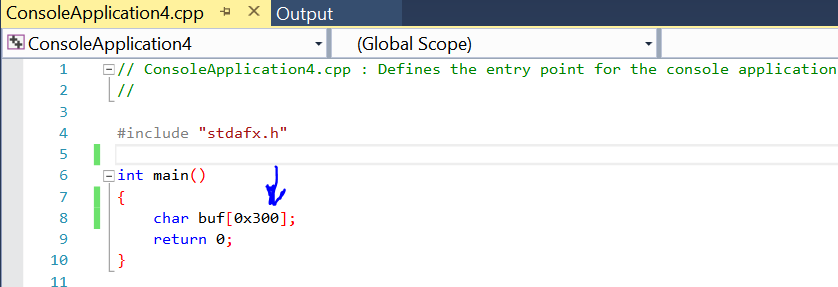 ConsoleApplication4.cpp Output
ConsoleApplication4 (Global Scope)
1 // ConsoleApplication4.cpp : Defines the entry point for the console application
2 //
3
4 #include "stdafx.h"
5
6 int main()
7 {
8 char buf[0x300];
9 return 0;
10 }
11